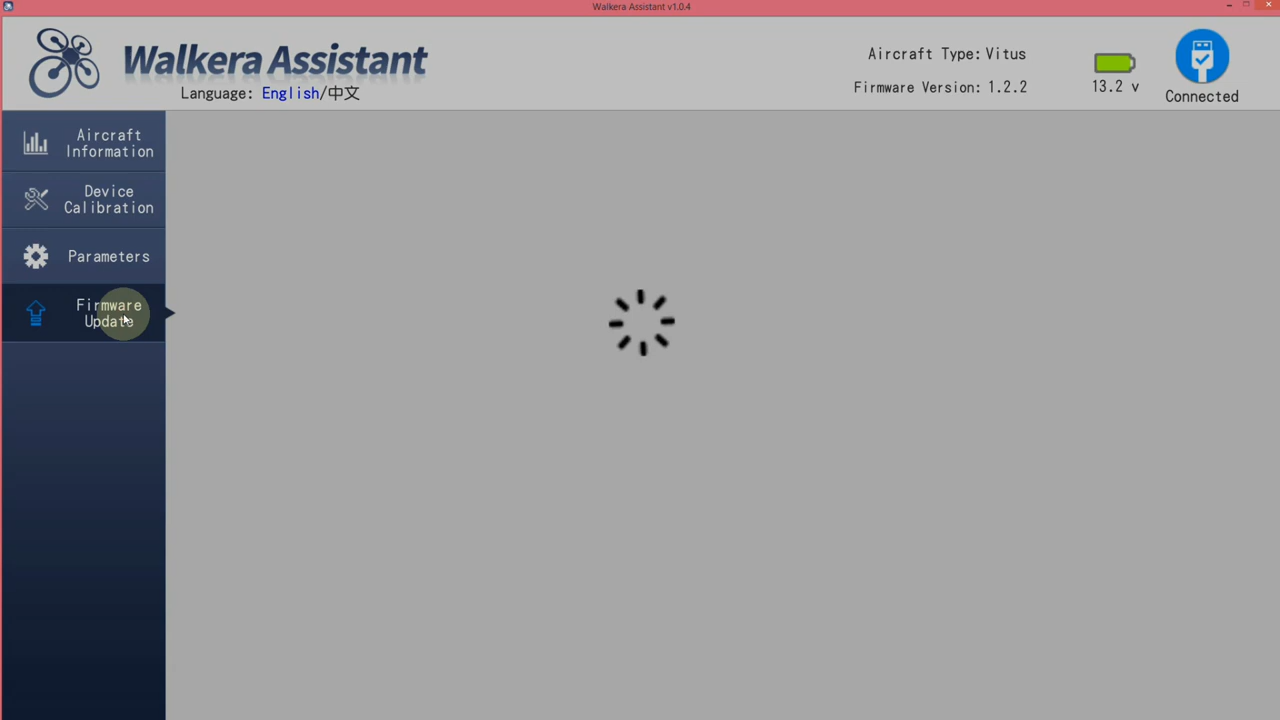 Walkera Assistant v1.0.4
Walkera Assistant
Language: English/中文
Aircraft Type: Vitus
Firmware Version: 1.2.2
13.2 v
Connected
Aircraft
Information
Device
Calibration
Parameters
Firmware
Update